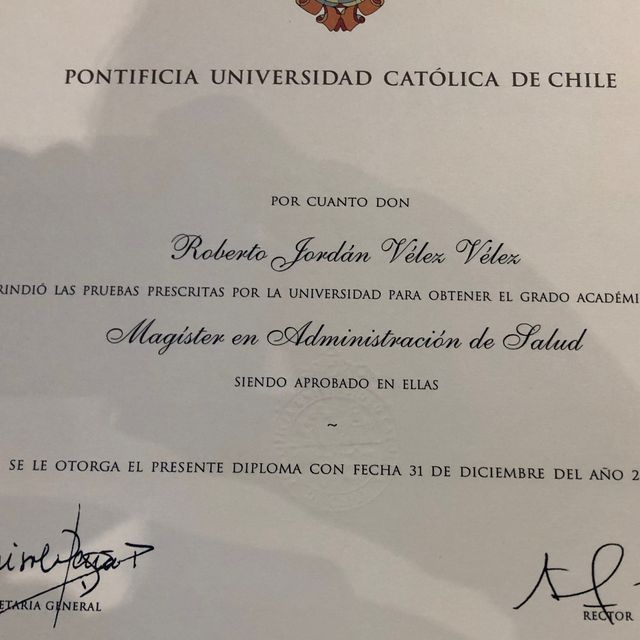 PONTIFICIA UNIVERSIDAD CATÓLICA DE CHILE
POR CUANTO DON
Roberto Jordán Vélez Vélez
RINDIÓ LAS PRUEBAS PRESCRITAS POR LA UNIVERSIDAD PARA OBTENER EL GRADO ACADÉMI
Magíster en Administración de Salud
SIENDO APROBADO EN ELLAS
~
SE LE OTORGA EL PRESENTE DIPLOMA CON FECHA 31 DE DICIEMBRE DEL AÑO 2
ETARIA GENERAL
RECTOR